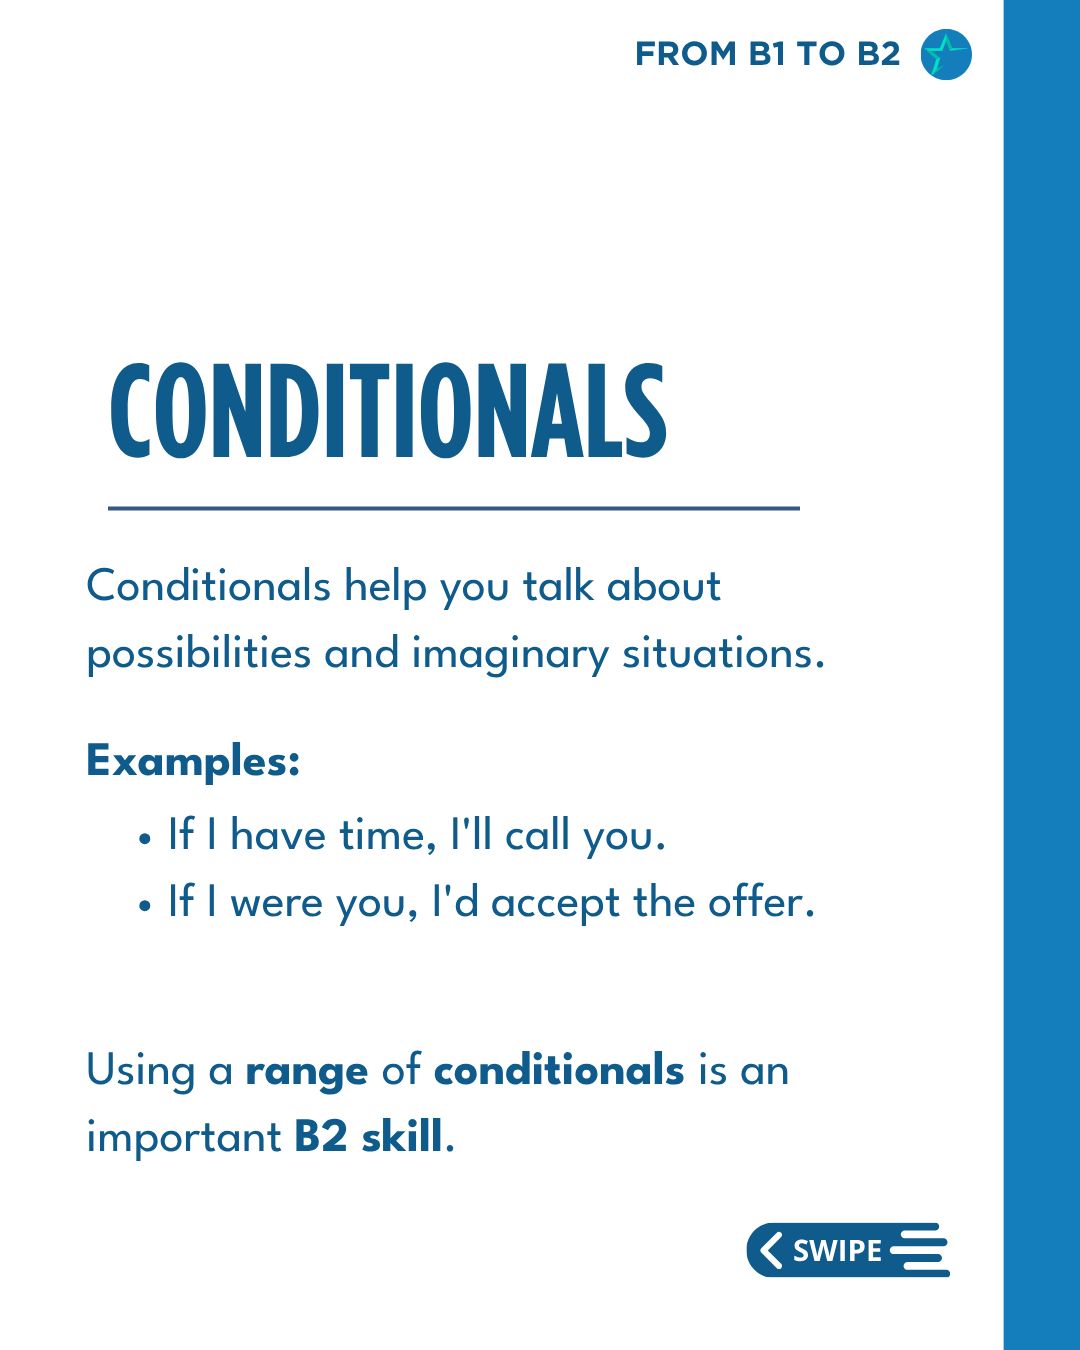 FROM B1 TO B2
CONDITIONALS
Conditionals help you talk about
possibilities and imaginary situations.
Examples:
• If I have time, I'll call you.
• If I were you, I'd accept the offer.
Using a range of conditionals is an
important B2 skill.
SWIPE